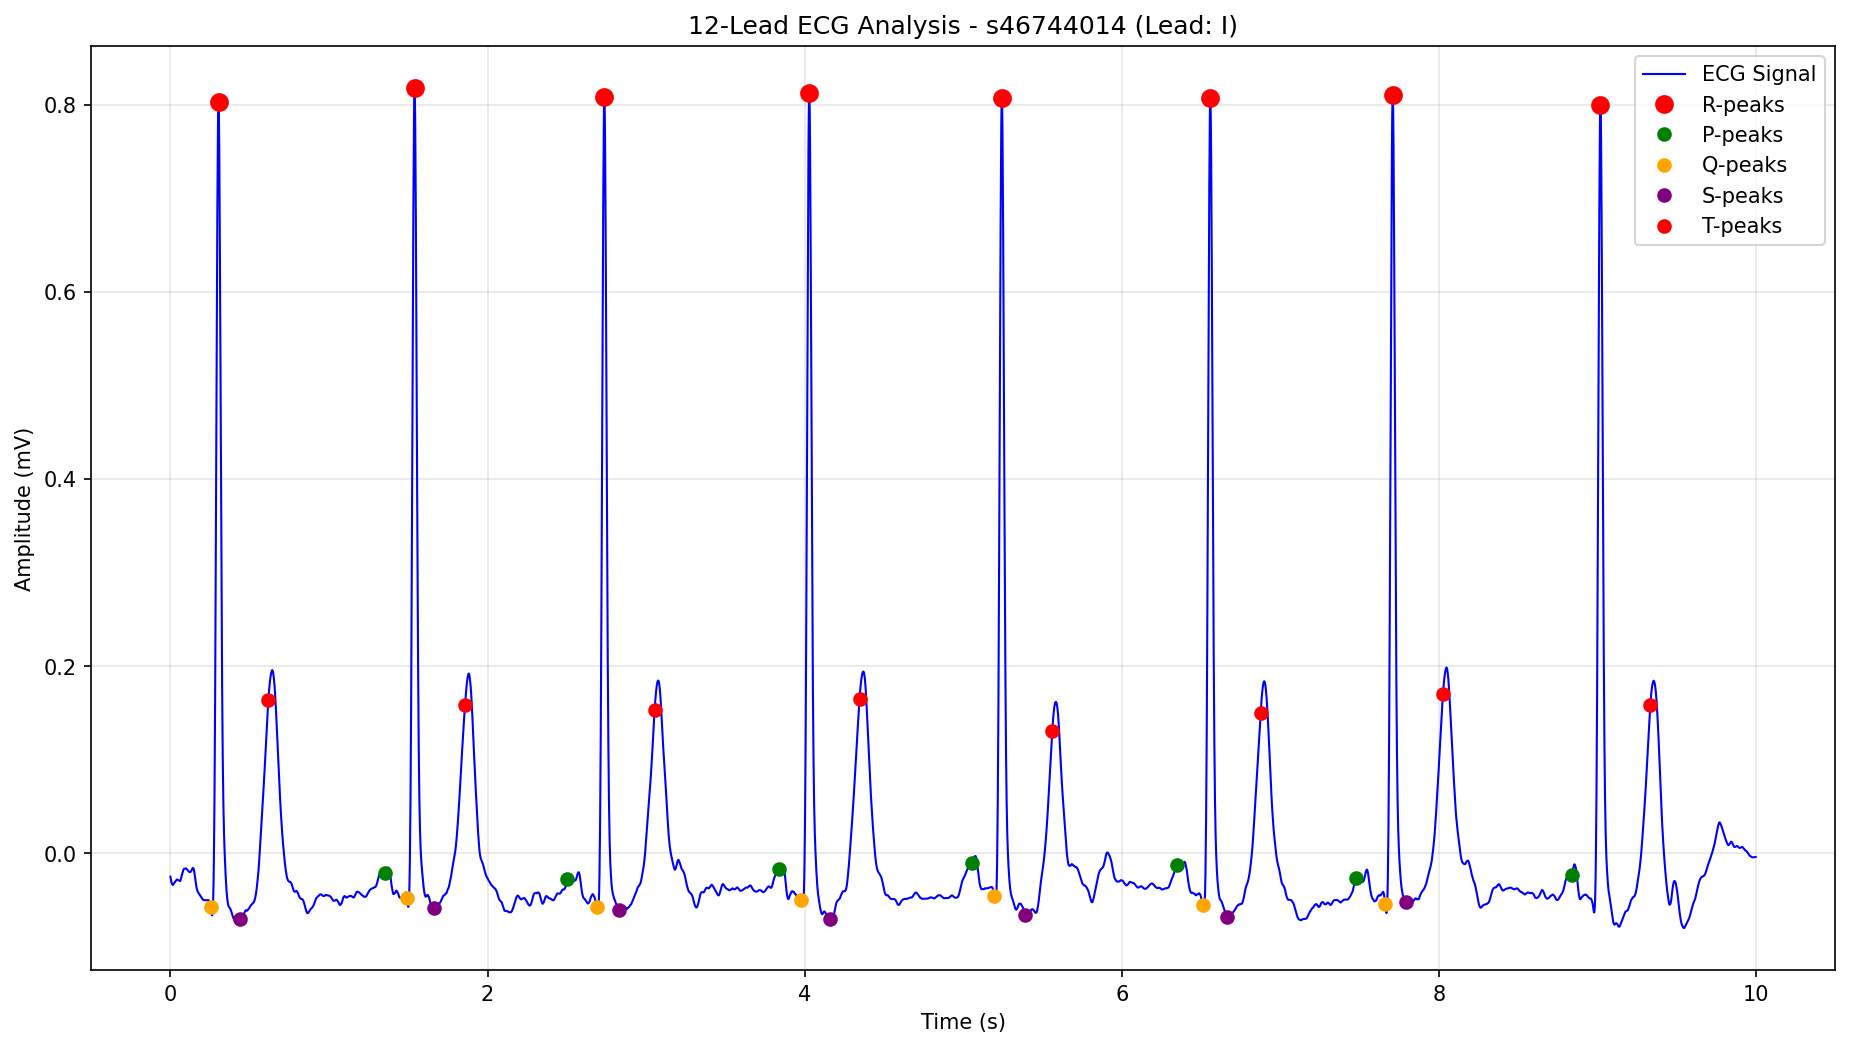 12-Lead ECG Analysis - s46744014 (Lead: I)
ECG Signal
R-peaks
P-peaks
Q-peaks
S-peaks
T-peaks
Amplitude (mV)
0.8
0.6
0.4
0.2
0.0
0
2
4
6
8
10
Time (s)